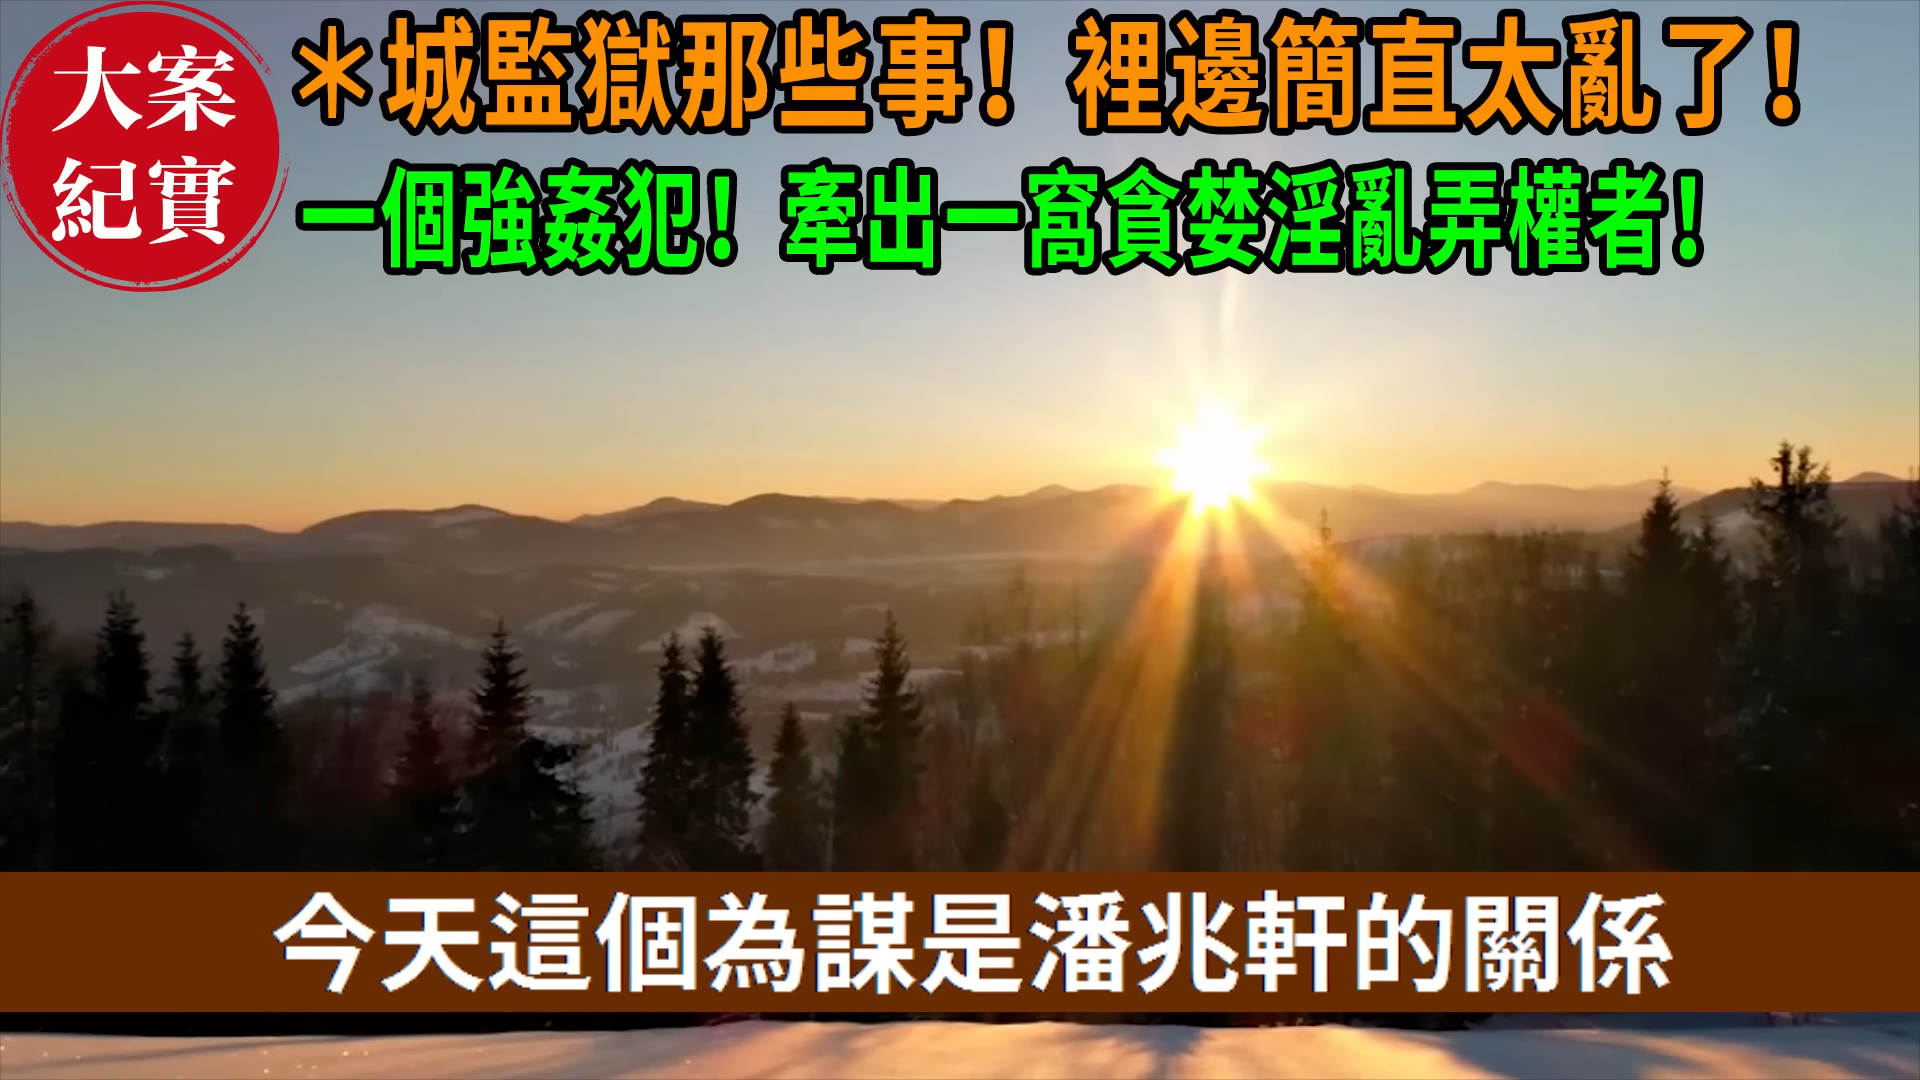 大案
紀實
＊城監獄那些事！裡邊簡直太亂了！
一個強姦犯！牽出一窩貪婪淫亂弄權者！
今天這個為謀是潘兆軒的關係